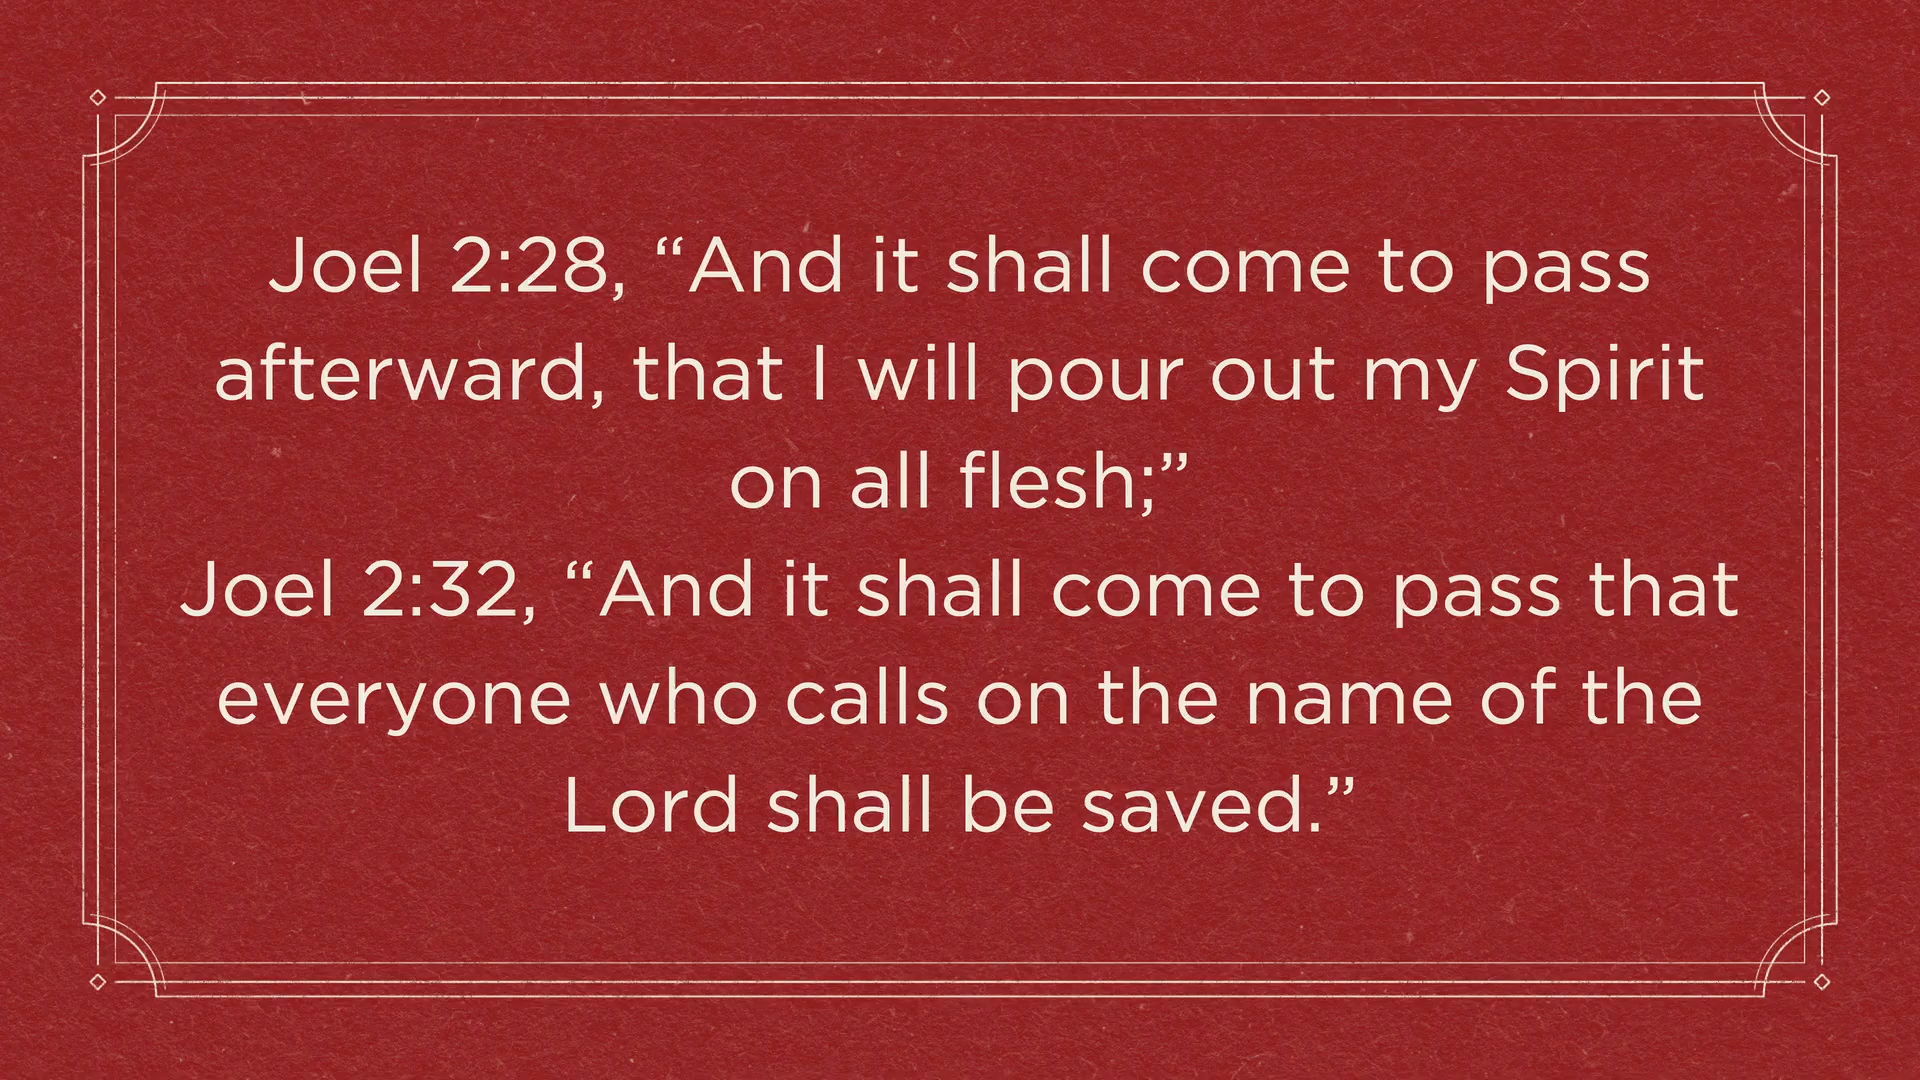 Joel 2:28, “And it shall come to pass
afterward, that I will pour out my Spirit
on all flesh;”
Joel 2:32, “And it shall come to pass that
everyone who calls on the name of the
Lord shall be saved.”